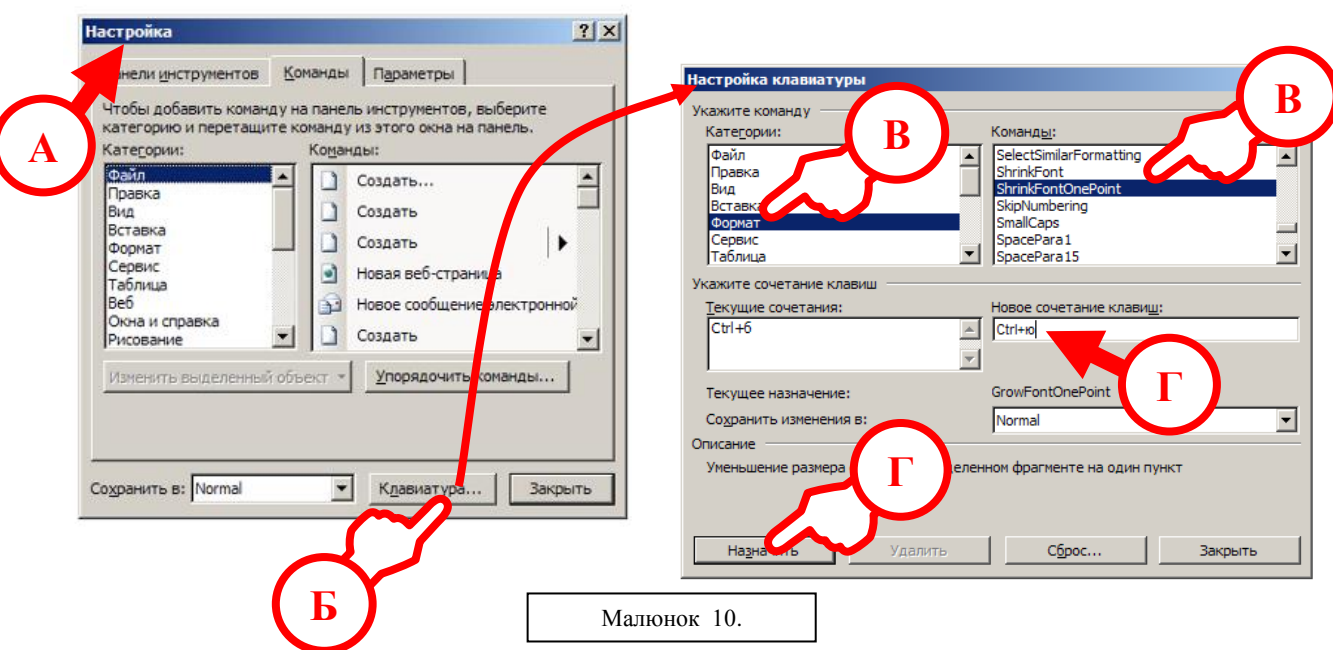 Настройка
нели инструментов Команды Параметры
Чтобы добавить команду на панель инструментов, выберите
категорию и перетащите команду из этого окна на панель.
Категории: Команды:
Файл
Правка
Вид
Вставка
Формат
Сервис
Таблица
Веб
Окна и справка
Рисование
Создать...
Создать
Создать
Новая веб-страница
Новое сообщение электронной
Создать
Изменить выделенный объект Упорядочить команды...
Сохранить в: Normal Клавиатура... Закрыть
А
Б
Настройка клавиатуры
Укажите команду
Категории: Команды:
Файл
Правка
Вид
Вставка
Формат
Сервис
Таблица
SelectSimilarFormatting
ShrinkFont
ShrinkFontOnePoint
SkipNumbering
SmallCaps
SpacePara1
SpacePara15
В
В
Укажите сочетание клавиш
Текущие сочетания: Новое сочетание клавиш:
Ctrl+б Ctrl+ю
Текущее назначение: GrowFontOnePoint
Сохранить изменения в: Normal
Г
Описание
Уменьшение размера деленном фрагменте на один пункт
Г
Назначить Удалить Сброс... Закрыть
Малюнок 10.